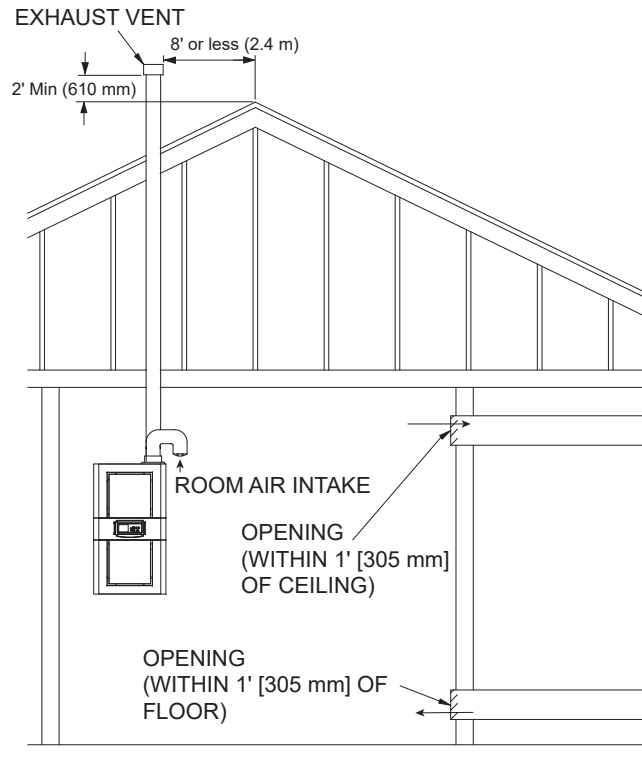 EXHAUST VENT
8' or less (2.4 m)
2' Min (610 mm)
ROOM AIR INTAKE
OPENING
(WITHIN 1' [305 mm]
OF CEILING)
OPENING
(WITHIN 1' [305 mm] OF
FLOOR)